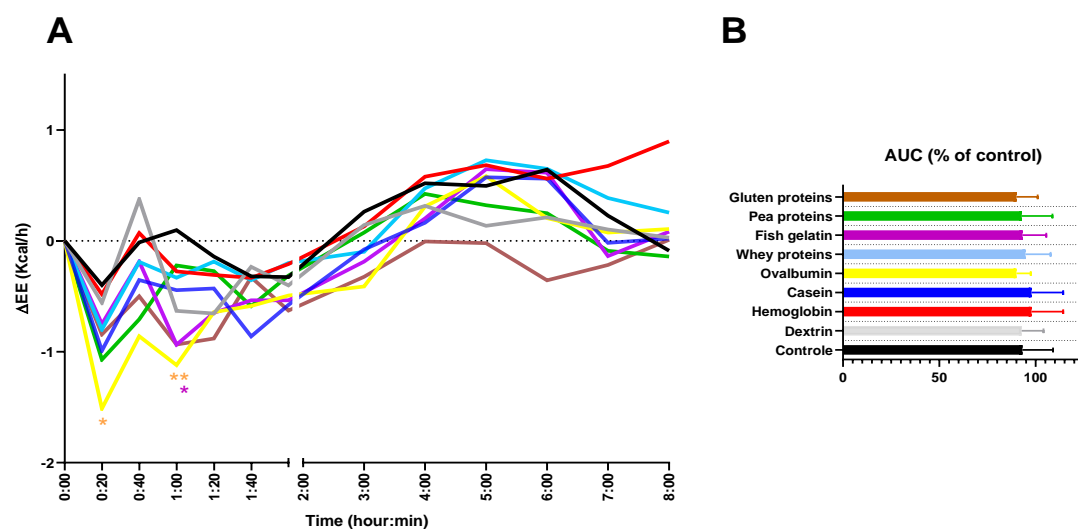 A
B
1
0
-1
-2
ΔEE (Kcal/h)
*
**
*
0:00
0:20
0:40
1:00
1:20
1:40
2:00
3:00
4:00
5:00
6:00
7:00
8:00
Time (hour:min)
AUC (% of control)
Gluten proteins
Pea proteins
Fish gelatin
Whey proteins
Ovalbumin
Casein
Hemoglobin
Dextrin
Controle
0
50
100